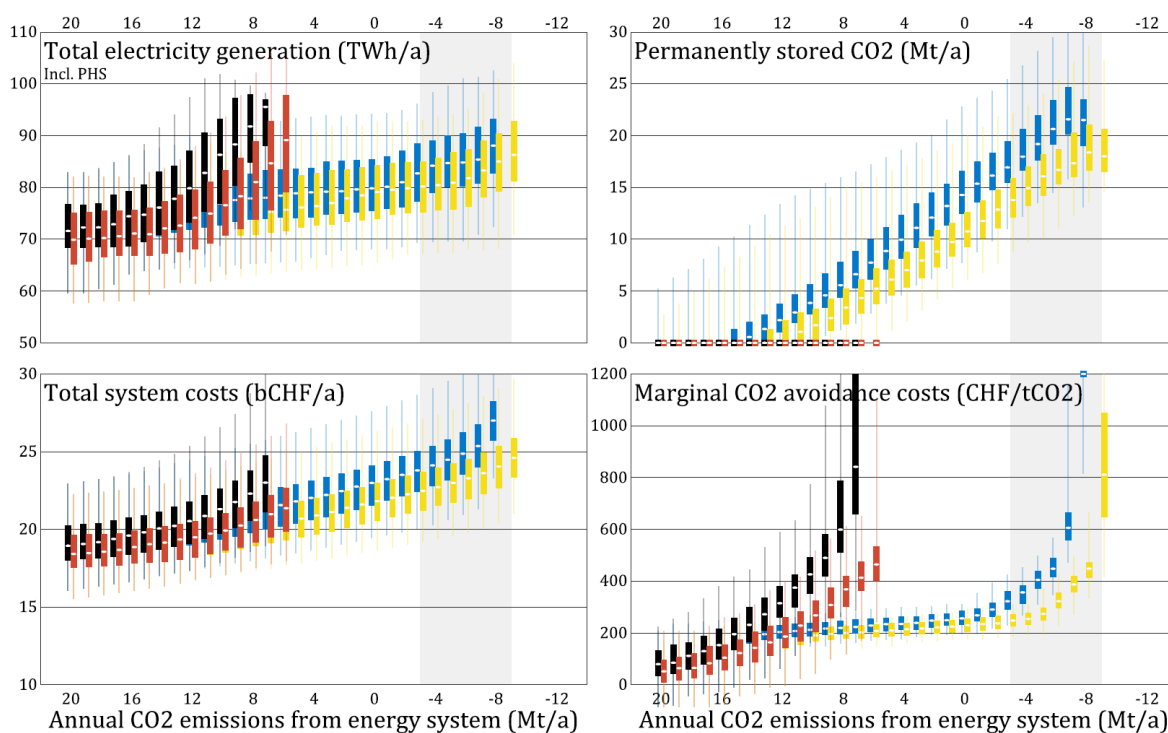 20 16 12 8 4 0 -4 -8 -12
20 16 12 8 4 0 -4 -8 -12
110
100
90
80
70
60
50
Total electricity generation (TWh/a)
Incl. PHS
30
25
20
15
10
5
0
Permanently stored CO2 (Mt/a)
30
25
20
15
10
Total system costs (bCHF/a)
20 16 12 8 4 0 -4 -8 -12
Annual CO2 emissions from energy system (Mt/a)
1200
1000
800
600
400
200
0
Marginal CO2 avoidance costs (CHF/tCO2)
20 16 12 8 4 0 -4 -8 -12
Annual CO2 emissions from energy system (Mt/a)